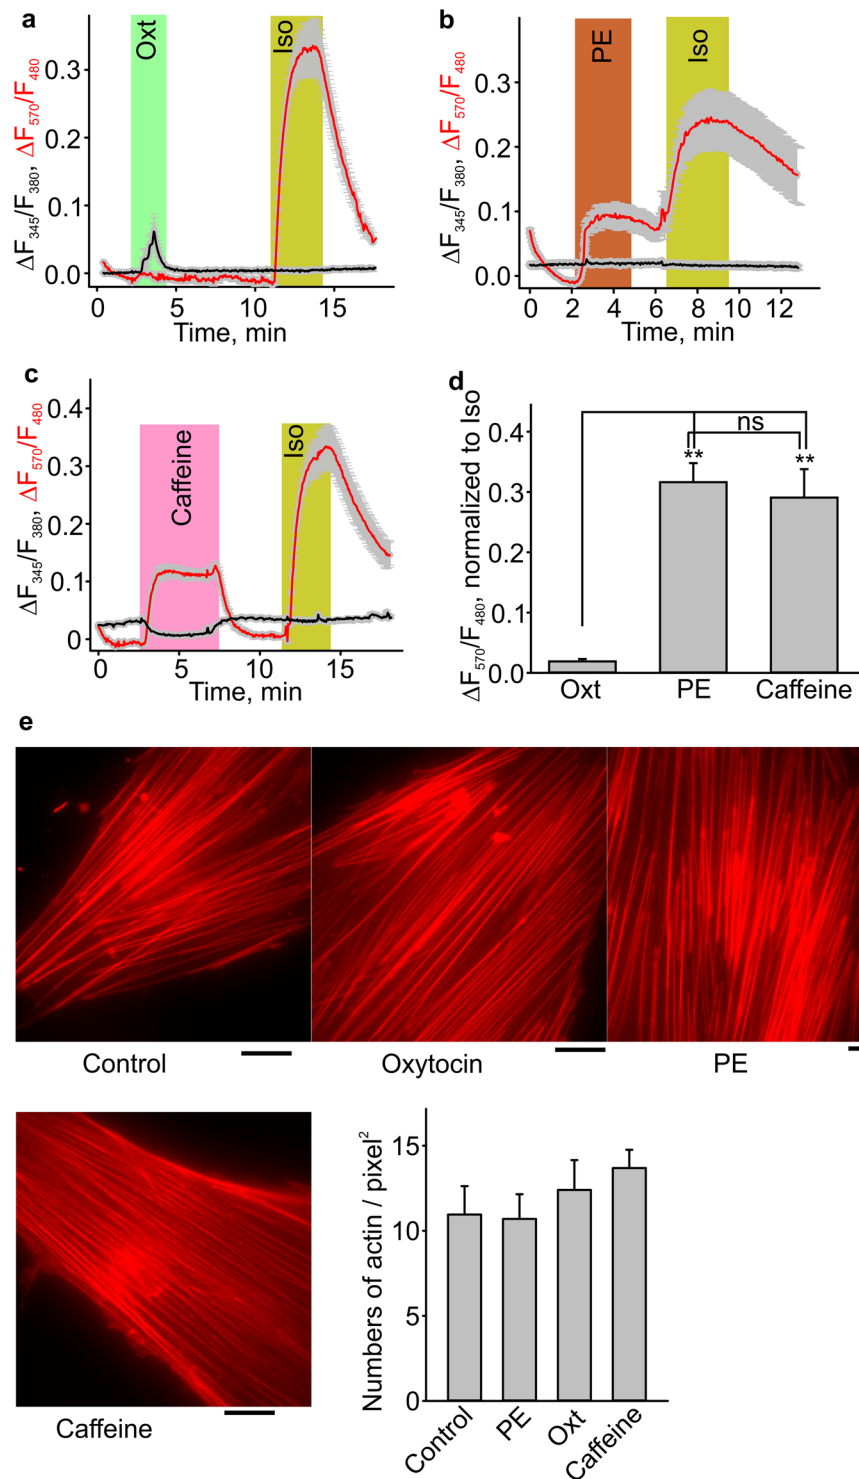 a
ΔF345/F380, ΔF570/F480
Oxt
Iso
0.3
0.2
0.1
0.0
0
5
10
15
Time, min
b
ΔF345/F380, ΔF570/F480
PE
Iso
0.3
0.2
0.1
0.0
0
2
4
6
8
10
12
Time, min
c
ΔF345/F380, ΔF570/F480
Caffeine
Iso
0.4
0.3
0.2
0.1
0
0
5
10
15
Time, min
d
ΔF570/F480, normalized to Iso
ns
**
**
0.4
0.3
0.2
0.1
0.0
Oxt
PE
Caffeine
e
Control
Oxytocin
PE
Caffeine
Numbers of actin / pixel²
15
10
5
0
Control
PE
Oxt
Caffeine